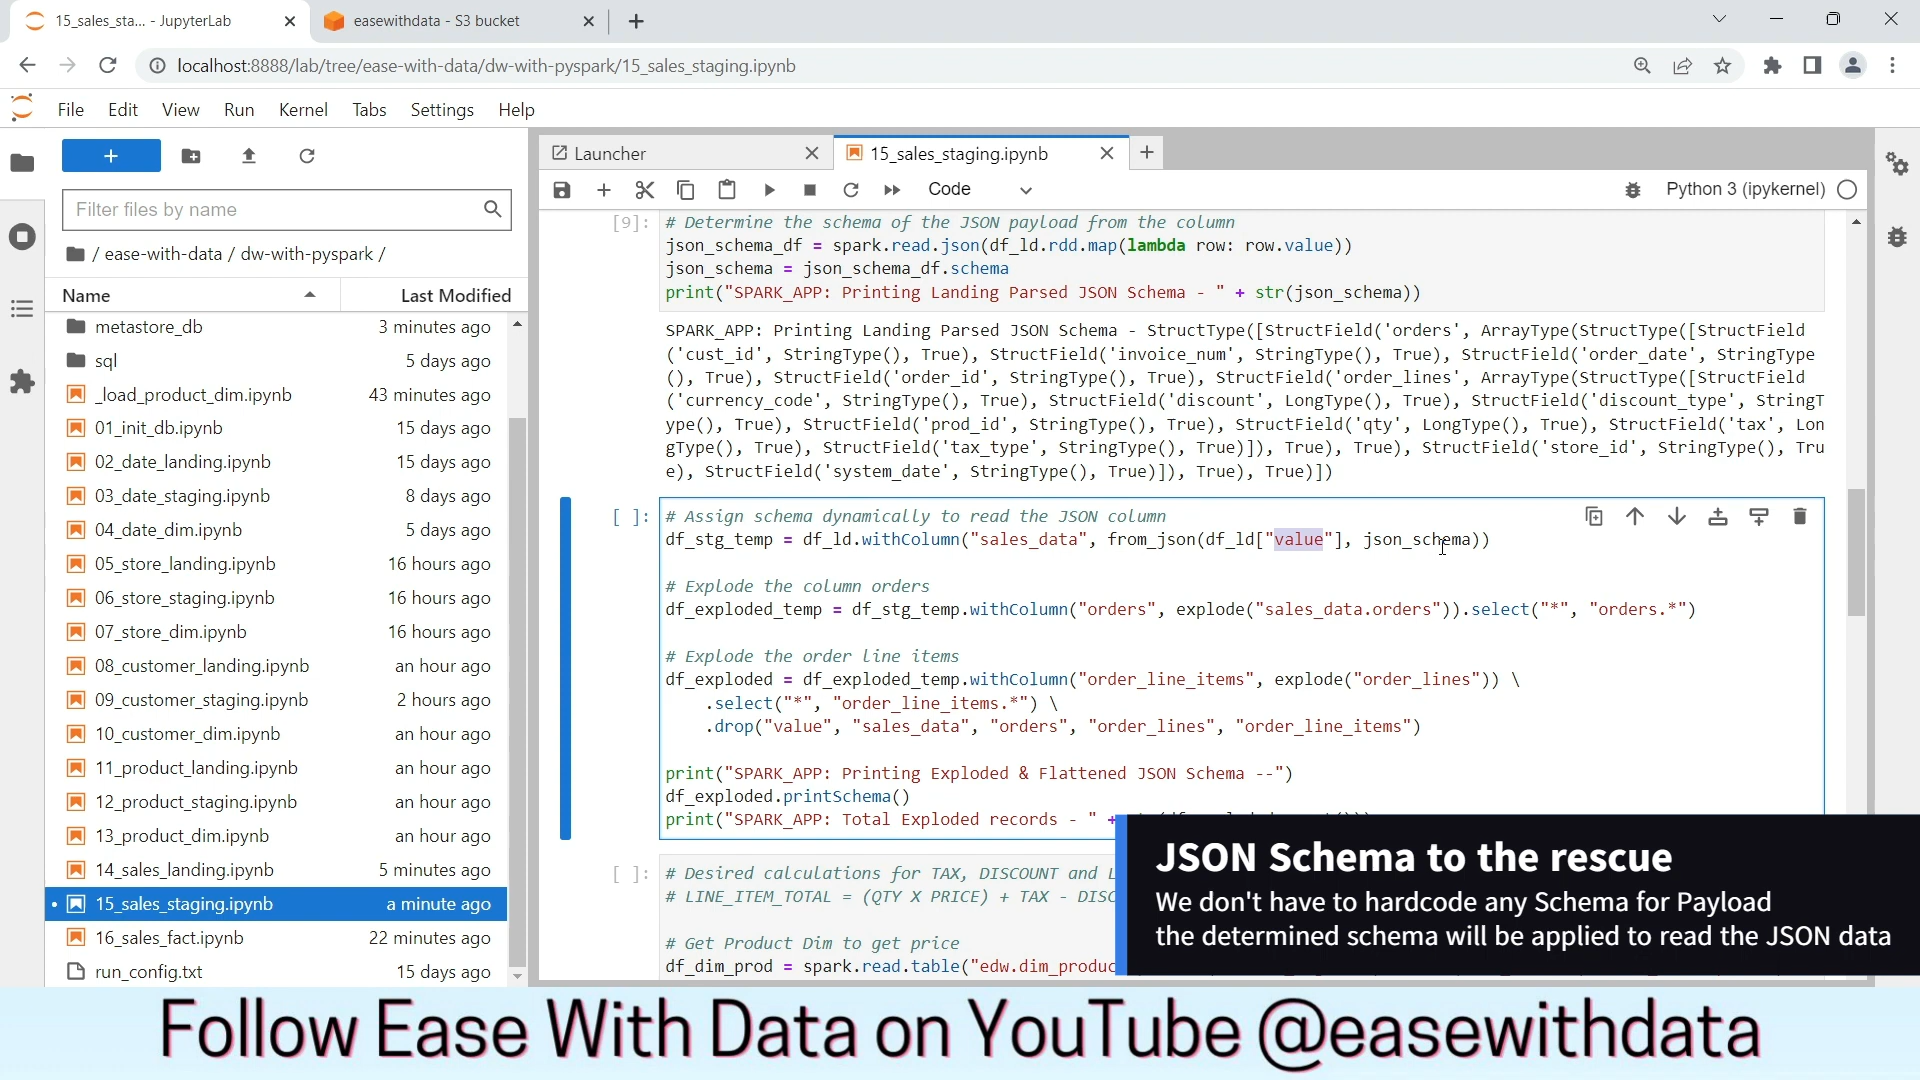 15_sales_sta... - JupyterLab
easewithdata - S3 bucket
localhost:8888/lab/tree/ease-with-data/dw-with-pyspark/15_sales_staging.ipynb
File Edit View Run Kernel Tabs Settings Help
Filter files by name
/ ease-with-data / dw-with-pyspark /
Name Last Modified
metastore_db 3 minutes ago
sql 5 days ago
_load_product_dim.ipynb 43 minutes ago
01_init_db.ipynb 15 days ago
02_date_landing.ipynb 15 days ago
03_date_staging.ipynb 8 days ago
04_date_dim.ipynb 5 days ago
05_store_landing.ipynb 16 hours ago
06_store_staging.ipynb 16 hours ago
07_store_dim.ipynb 16 hours ago
08_customer_landing.ipynb an hour ago
09_customer_staging.ipynb 2 hours ago
10_customer_dim.ipynb an hour ago
11_product_landing.ipynb an hour ago
12_product_staging.ipynb an hour ago
13_product_dim.ipynb an hour ago
14_sales_landing.ipynb 5 minutes ago
15_sales_staging.ipynb a minute ago
16_sales_fact.ipynb 22 minutes ago
run_config.txt 15 days ago
Launcher
15_sales_staging.ipynb
Code
Python 3 (ipykernel)
[9]: # Determine the schema of the JSON payload from the column
json_schema_df = spark.read.json(df_ld.rdd.map(lambda row: row.value))
json_schema = json_schema_df.schema
print("SPARK_APP: Printing Landing Parsed JSON Schema - " + str(json_schema))
SPARK_APP: Printing Landing Parsed JSON Schema - StructType([StructField('orders', ArrayType(StructType([StructField
('cust_id', StringType(), True), StructField('invoice_num', StringType(), True), StructField('order_date', StringType
(), True), StructField('order_id', StringType(), True), StructField('order_lines', ArrayType(StructType([StructField
('currency_code', StringType(), True), StructField('discount', LongType(), True), StructField('discount_type', StringT
ype(), True), StructField('prod_id', StringType(), True), StructField('qty', LongType(), True), StructField('tax', Lon
gType(), True), StructField('tax_type', StringType(), True)]), True), True), StructField('store_id', StringType(), Tru
e), StructField('system_date', StringType(), True)]), True), True)])
[ ]: # Assign schema dynamically to read the JSON column
df_stg_temp = df_ld.withColumn("sales_data", from_json(df_ld["value"], json_schema))
# Explode the column orders
df_exploded_temp = df_stg_temp.withColumn("orders", explode("sales_data.orders")).select("*", "orders.*")
# Explode the order line items
df_exploded = df_exploded_temp.withColumn("order_line_items", explode("order_lines")) \
.select("*", "order_line_items.*") \
.drop("value", "sales_data", "orders", "order_lines", "order_line_items")
print("SPARK_APP: Printing Exploded & Flattened JSON Schema --")
df_exploded.printSchema()
print("SPARK_APP: Total Exploded records - " +
[ ]: # Desired calculations for TAX, DISCOUNT and L
# LINE_ITEM_TOTAL = (QTY X PRICE) + TAX - DISC
# Get Product Dim to get price
df_dim_prod = spark.read.table("edw.dim_produc
JSON Schema to the rescue
We don't have to hardcode any Schema for Payload
the determined schema will be applied to read the JSON data
Follow Ease With Data on YouTube @easewithdata